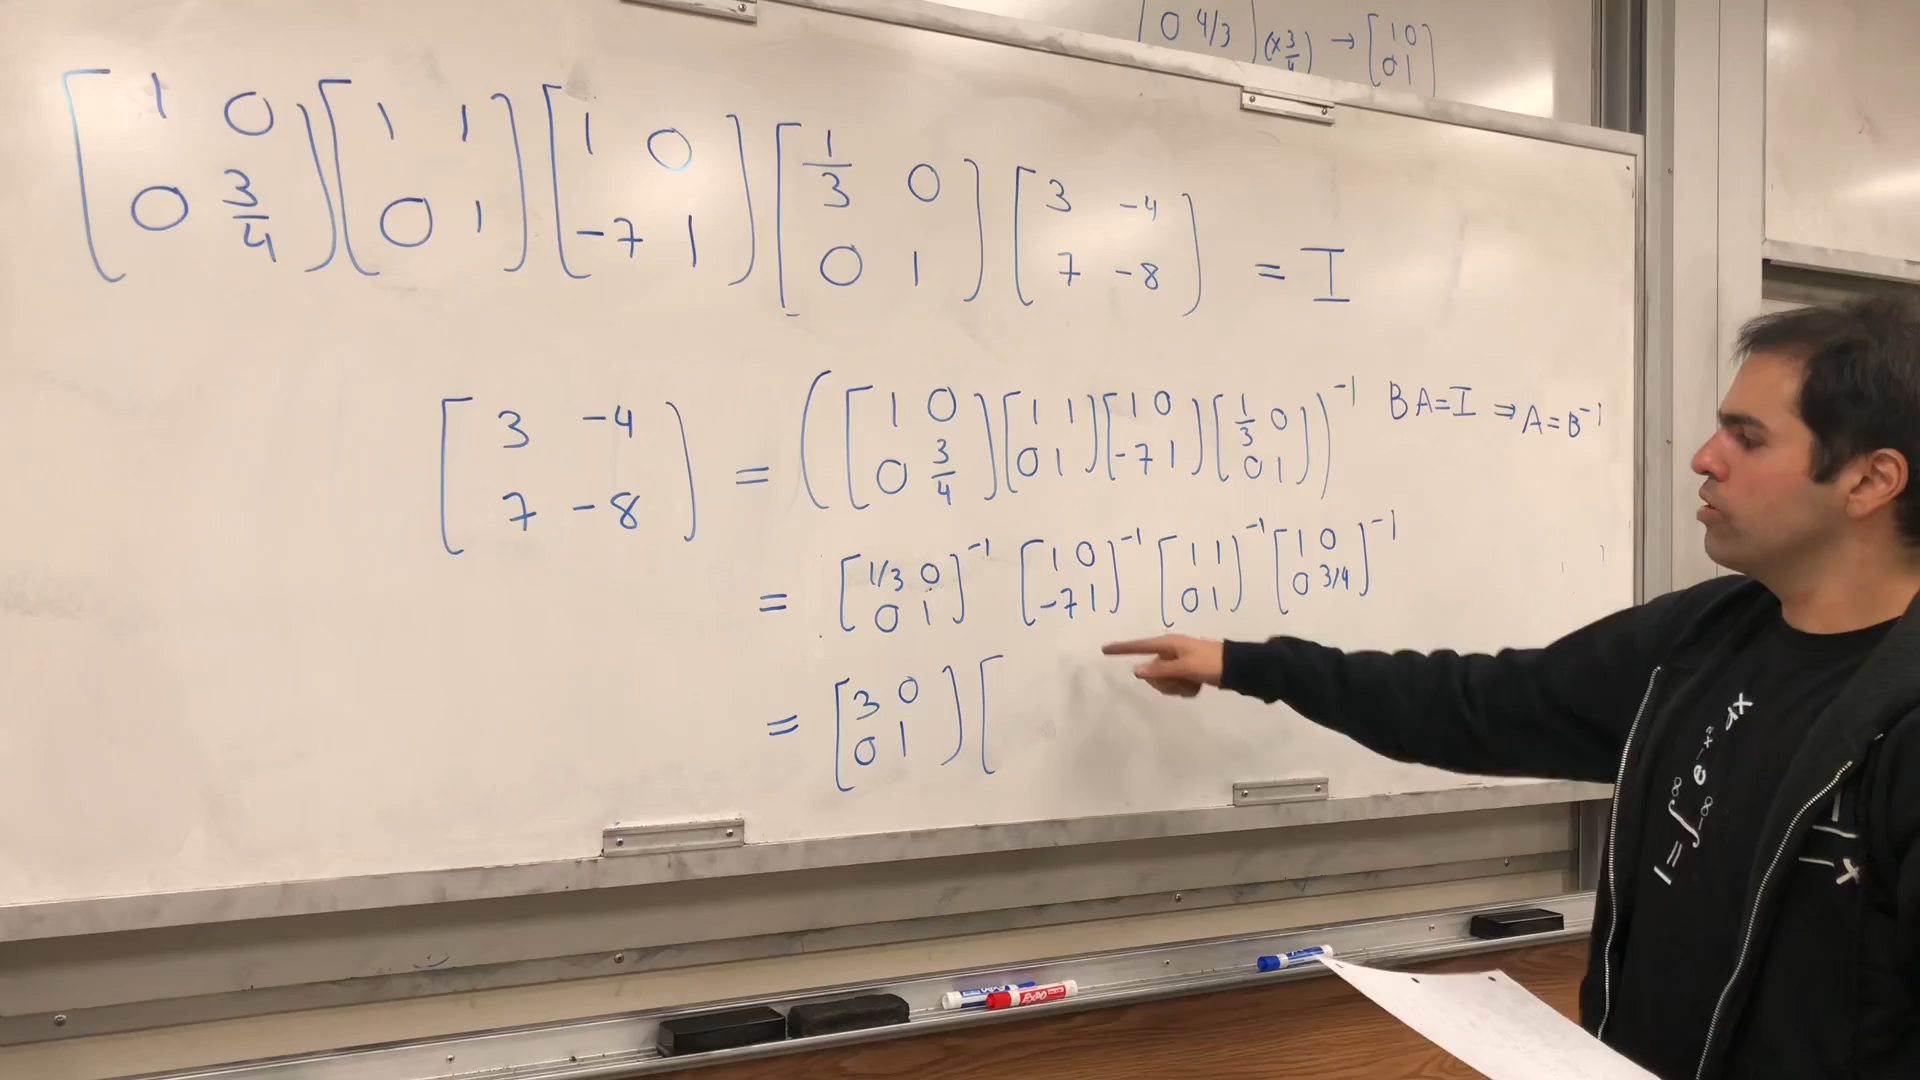 0 4/3 (×3/4) → [1 0
0 1]
[1 0
0 3/4] [1 1
0 1] [1 0
-7 1] [1/3 0
0 1] [3 -4
7 -8] = I
[3 -4
7 -8] = ([1 0
0 3/4] [1 1
0 1] [1 0
-7 1] [1/3 0
0 1])⁻¹ BA=I ⇒ A=B⁻¹
= [1/3 0
0 1]⁻¹ [1 0
-7 1]⁻¹ [1 1
0 1]⁻¹ [1 0
0 3/4]⁻¹
= [3 0
0 1] [
1 = ∫_{-∞}^{∞} e^{-x²} dx
EXPO